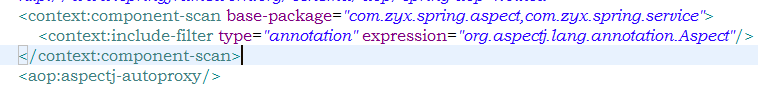 <context:component-scan base-package="com.zyx.spring.aspect,com.zyx.spring.service">
<context:include-filter type="annotation" expression="org.aspectj.lang.annotation.Aspect"/>
</context:component-scan>
<aop:aspectj-autoproxy/>